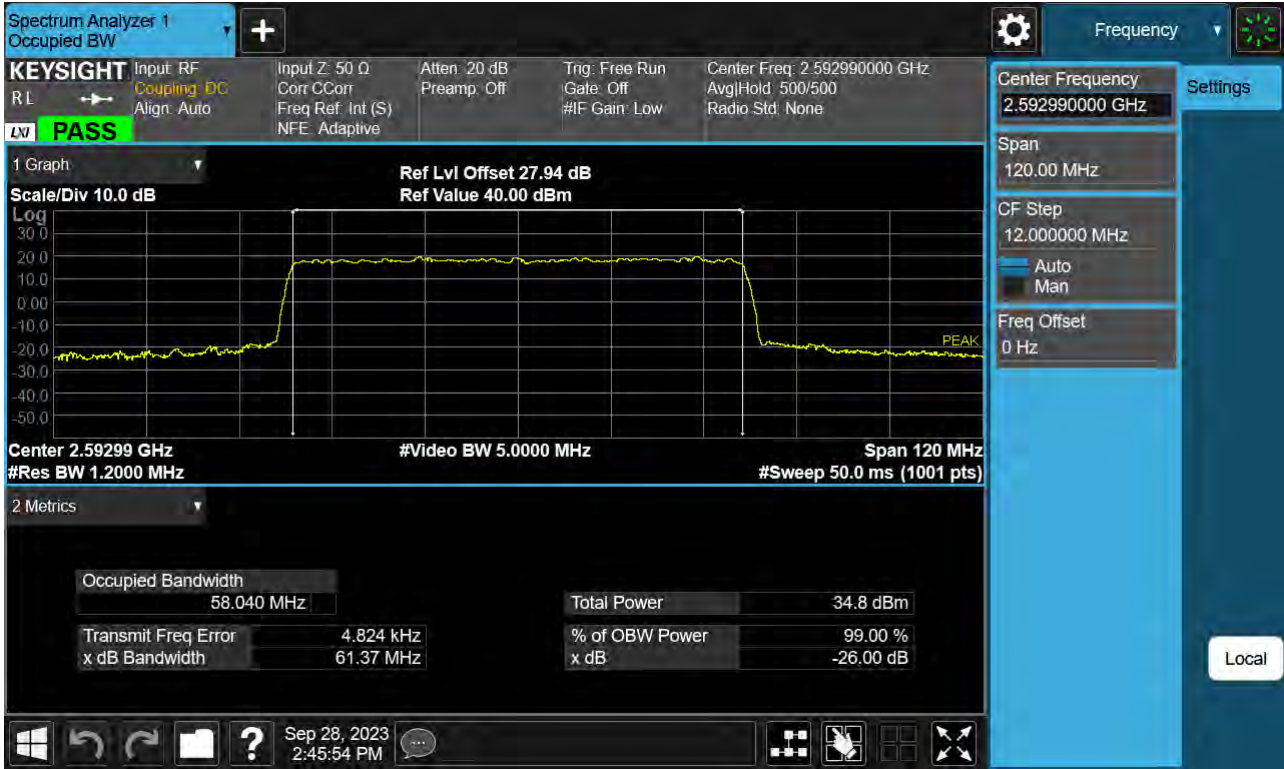 Spectrum Analyzer 1
Occupied BW
+
Frequency
KEYSIGHT
R L
LXI
PASS
Input: RF
Coupling: DC
Align: Auto
Input Z: 50 Ω
Corr CCorr
Freq Ref: Int (S)
NFE: Adaptive
Atten: 20 dB
Preamp: Off
Trig: Free Run
Gate: Off
#IF Gain: Low
Center Freq: 2.592990000 GHz
Avg|Hold: 500/500
Radio Std: None
Center Frequency
2.592990000 GHz
Settings
Span
120.00 MHz
CF Step
12.000000 MHz
Auto
Man
Freq Offset
0 Hz
1 Graph
Scale/Div 10.0 dB
Ref Lvl Offset 27.94 dB
Ref Value 40.00 dBm
Log
30.0
20.0
10.0
0.00
-10.0
-20.0
-30.0
-40.0
-50.0
PEAK
Center 2.59299 GHz
#Video BW 5.0000 MHz
Span 120 MHz
#Res BW 1.2000 MHz
#Sweep 50.0 ms (1001 pts)
2 Metrics
Occupied Bandwidth
58.040 MHz
Total Power 34.8 dBm
Transmit Freq Error 4.824 kHz
% of OBW Power 99.00 %
x dB Bandwidth 61.37 MHz
x dB -26.00 dB
Local
?
Sep 28, 2023
2:45:54 PM